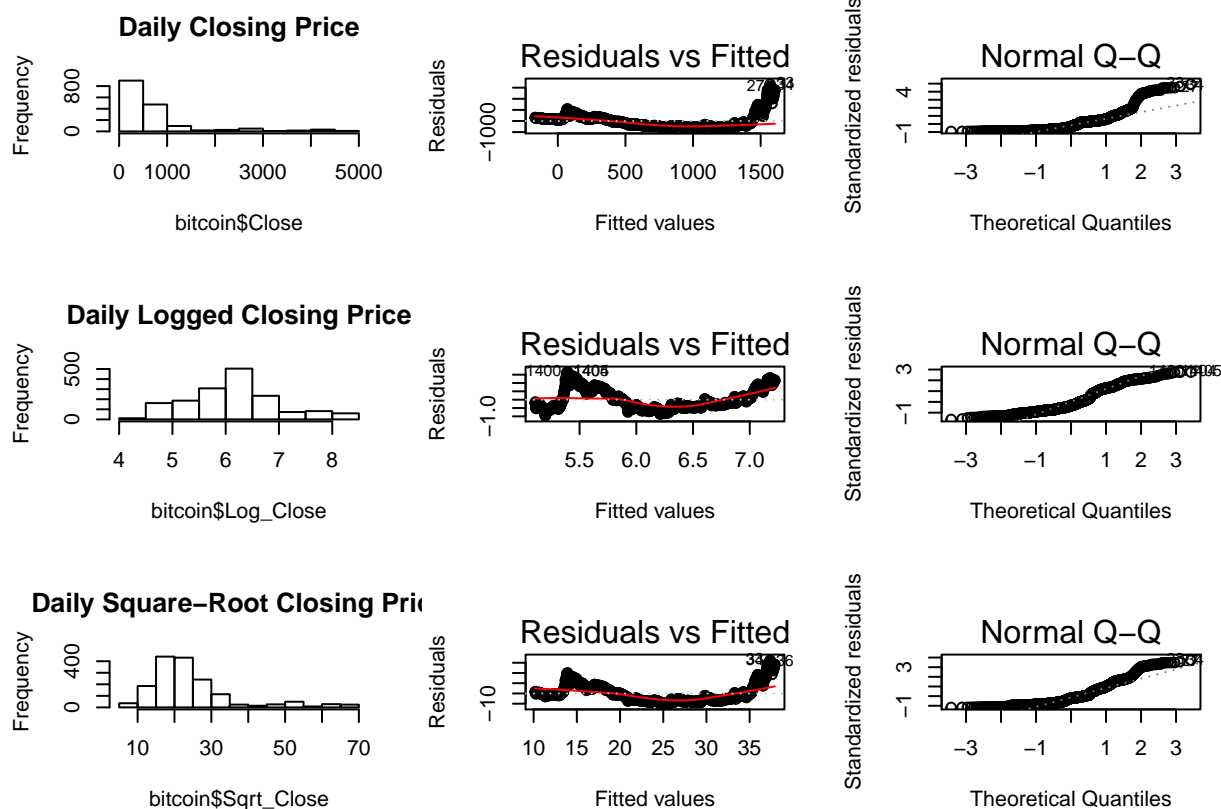 Daily Closing Price
Frequency
800
0
0 1000 3000 5000
bitcoin$Close
Residuals vs Fitted
Residuals
−1000
0 500 1000 1500
Fitted values
Normal Q−Q
Standardized residuals
4
−1
−3 −1 1 2 3
Theoretical Quantiles
Daily Logged Closing Price
Frequency
500
0
4 5 6 7 8
bitcoin$Log_Close
Residuals vs Fitted
Residuals
−1.0
5.5 6.0 6.5 7.0
Fitted values
Normal Q−Q
Standardized residuals
3
−1
−3 −1 1 2 3
Theoretical Quantiles
Daily Square−Root Closing Pri
Frequency
400
0
10 30 50 70
bitcoin$Sqrt_Close
Residuals vs Fitted
Residuals
−10
10 15 20 25 30 35
Fitted values
Normal Q−Q
Standardized residuals
3
−1
−3 −1 1 2 3
Theoretical Quantiles